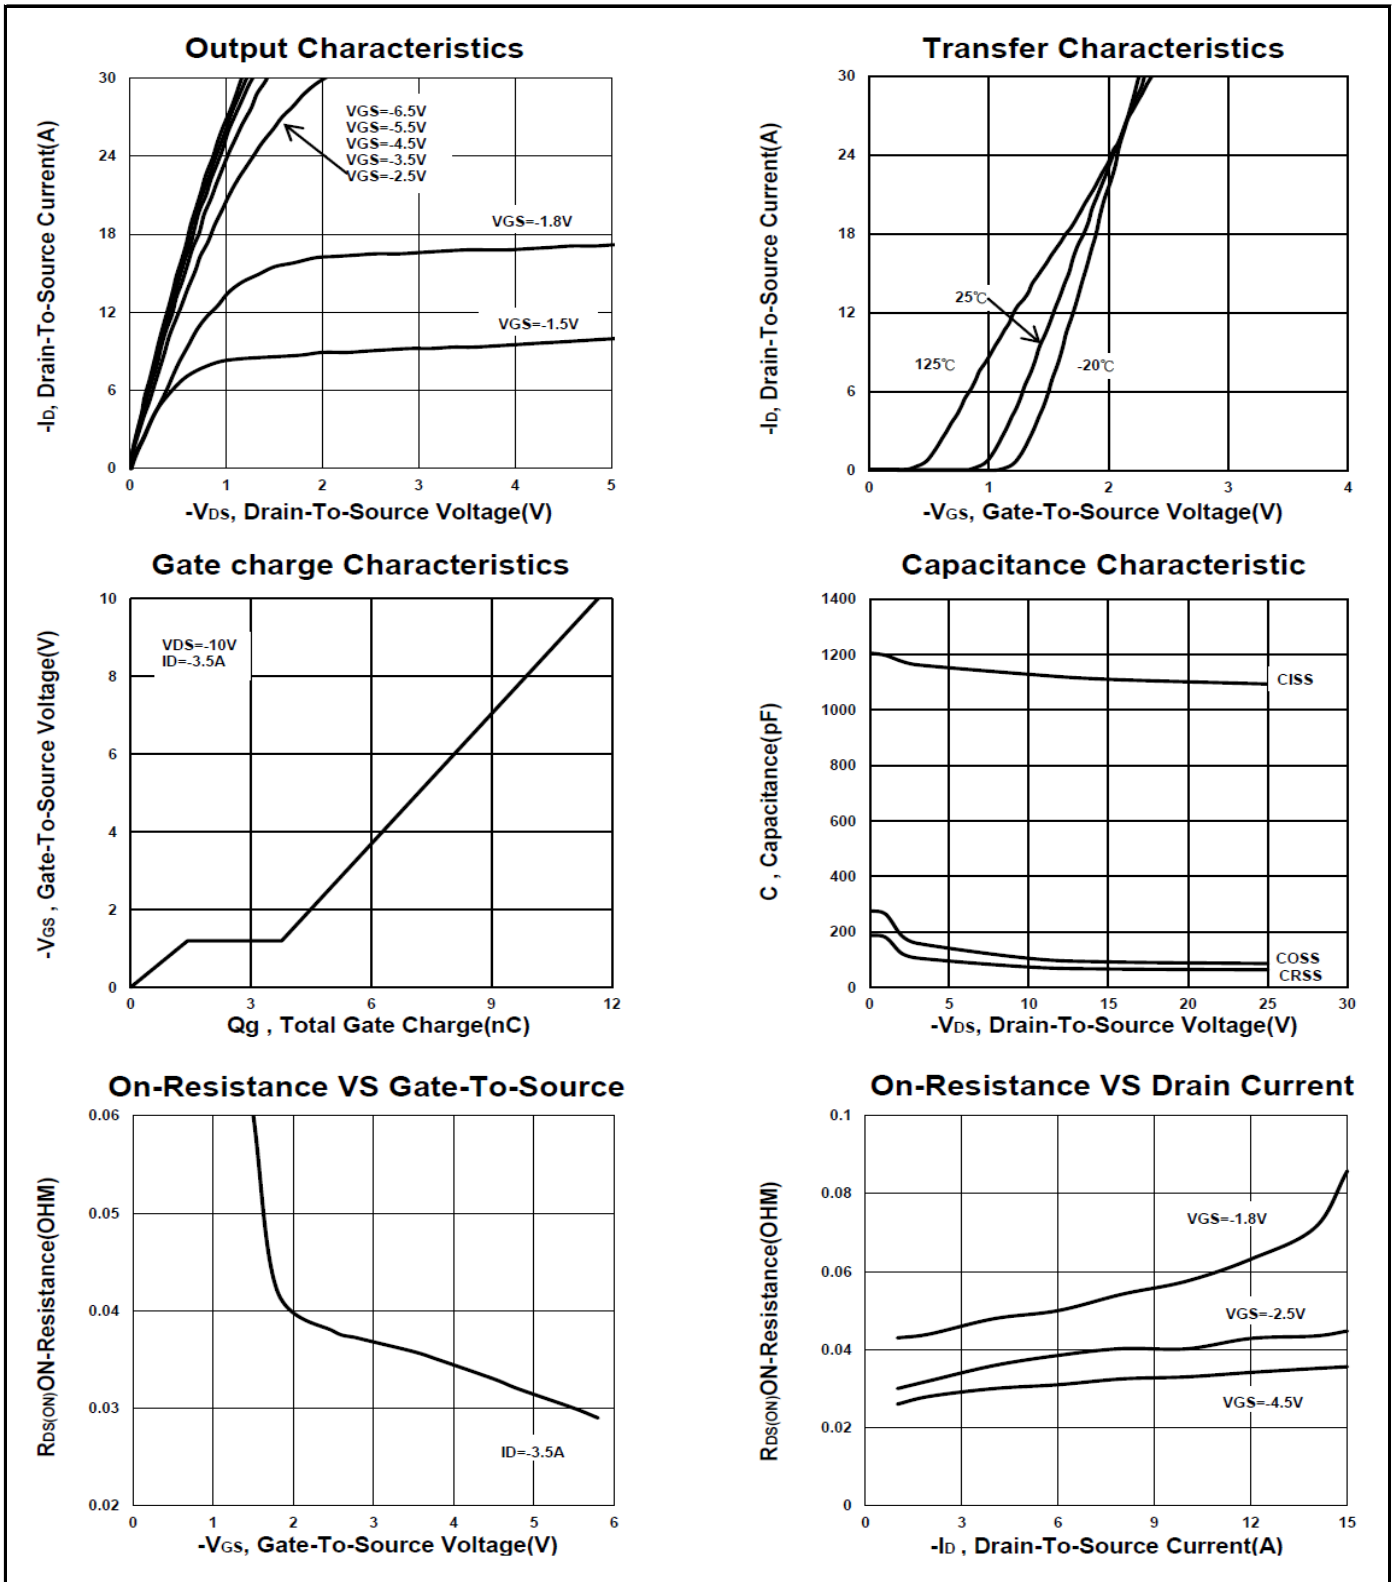 Output Characteristics
-ID, Drain-To-Source Current(A)
30
24
18
12
6
0
VGS=-6.5V
VGS=-5.5V
VGS=-4.5V
VGS=-3.5V
VGS=-2.5V
VGS=-1.8V
VGS=-1.5V
0 1 2 3 4 5
-VDS, Drain-To-Source Voltage(V)
Transfer Characteristics
-ID, Drain-To-Source Current(A)
30
24
18
12
6
0
25℃
125℃
-20℃
0 1 2 3 4
-VGS, Gate-To-Source Voltage(V)
Gate charge Characteristics
-VGS , Gate-To-Source Voltage(V)
10
8
6
4
2
0
VDS=-10V
ID=-3.5A
0 3 6 9 12
Qg , Total Gate Charge(nC)
Capacitance Characteristic
C , Capacitance(pF)
1400
1200
1000
800
600
400
200
0
CISS
COSS
CRSS
0 5 10 15 20 25 30
-VDS, Drain-To-Source Voltage(V)
On-Resistance VS Gate-To-Source
RDS(ON)ON-Resistance(OHM)
0.06
0.05
0.04
0.03
0.02
ID=-3.5A
0 1 2 3 4 5 6
-VGS, Gate-To-Source Voltage(V)
On-Resistance VS Drain Current
RDS(ON)ON-Resistance(OHM)
0.1
0.08
0.06
0.04
0.02
0
VGS=-1.8V
VGS=-2.5V
VGS=-4.5V
0 3 6 9 12 15
-ID , Drain-To-Source Current(A)